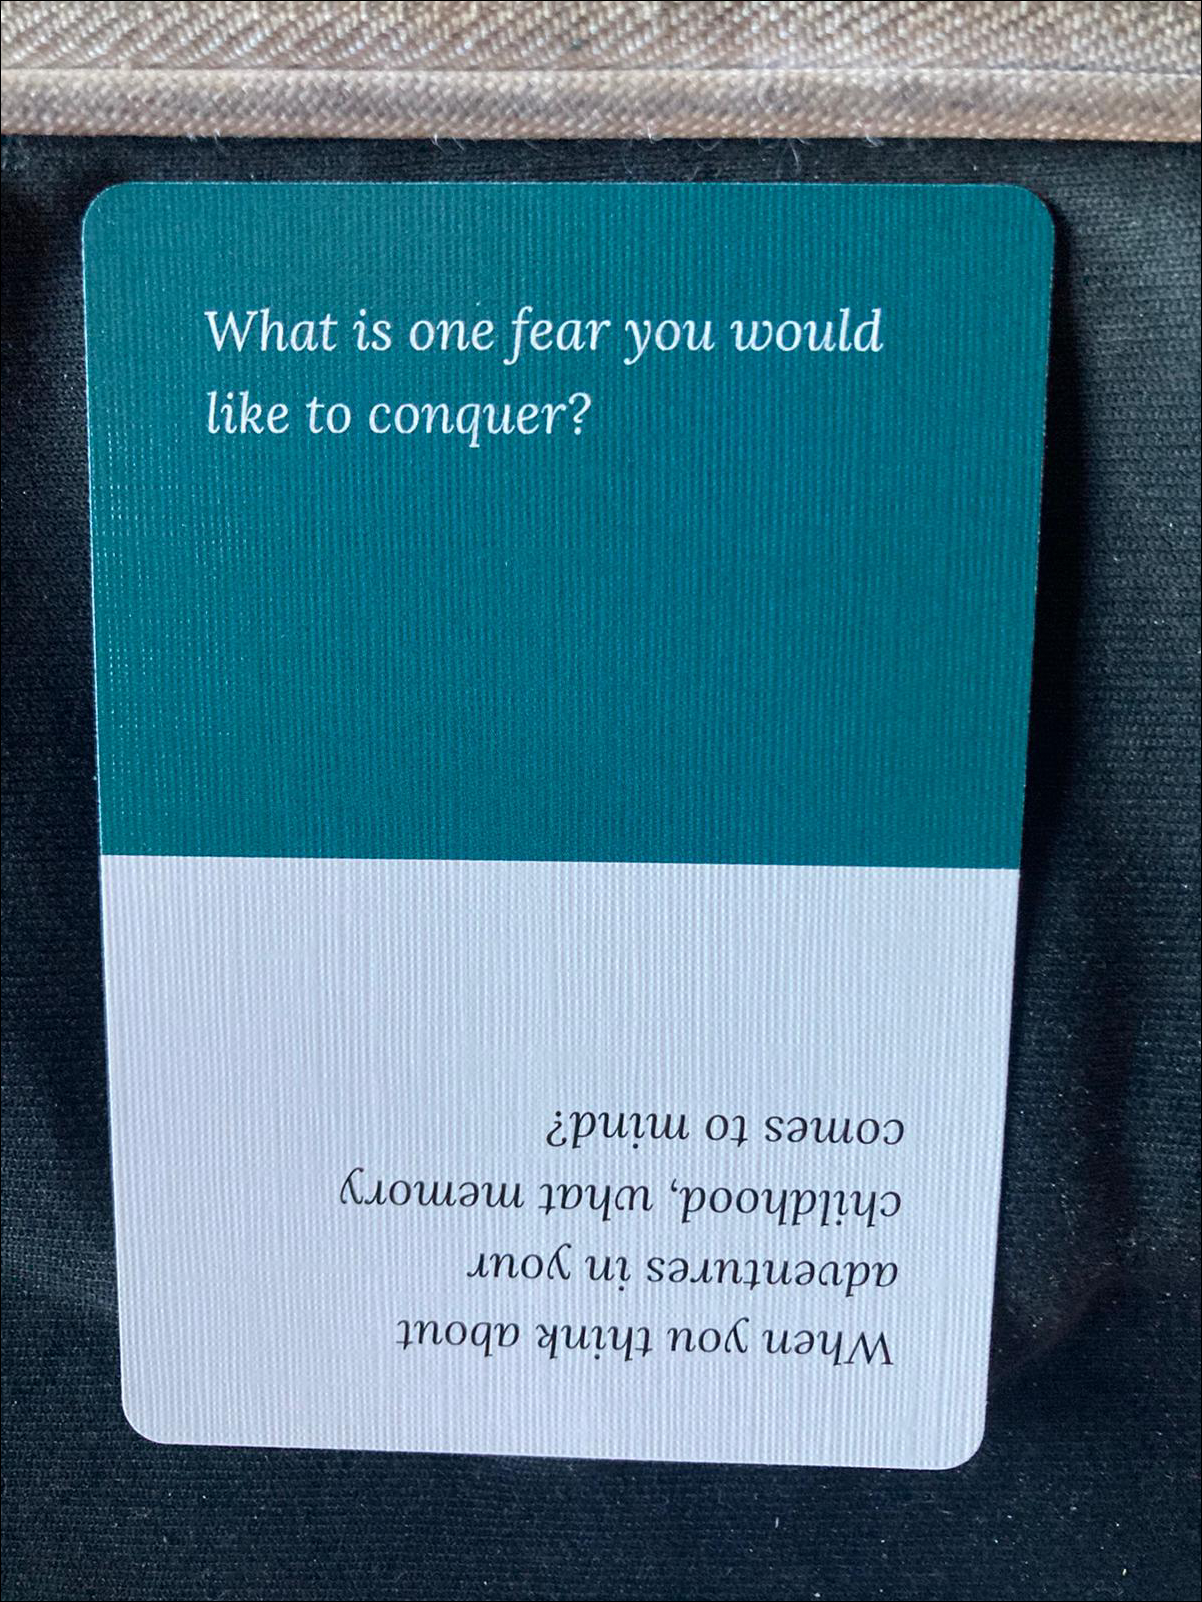 What is one fear you would
like to conquer?
When you think about
adventures in your
childhood, what memory
comes to mind?